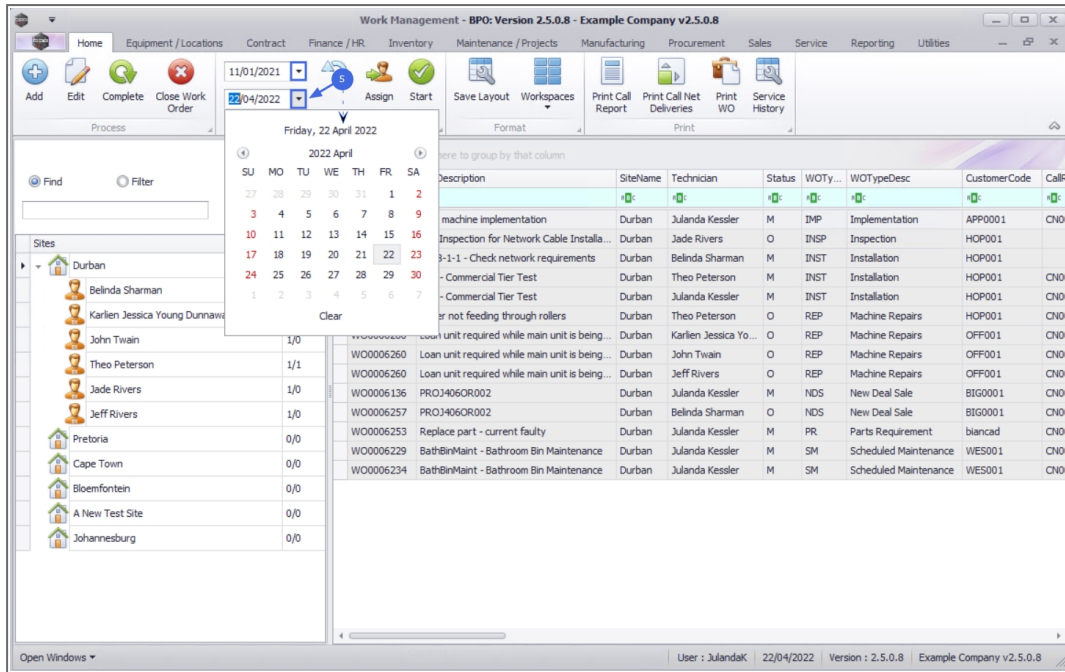 Work Management - BPO: Version 2.5.0.8 - Example Company v2.5.0.8
Home Equipment / Locations Contract Finance / HR Inventory Maintenance / Projects Manufacturing Procurement Sales Service Reporting Utilities
11/01/2021
22/04/2022
5
Add Edit Complete Close Work Order Assign Start Save Layout Workspaces Print Call Report Print Call Net Deliveries Print WO Service History
Process Format Print
Friday, 22 April 2022
2022 April
SU MO TU WE TH FR SA
27 28 29 30 31 1 2
3 4 5 6 7 8 9
10 11 12 13 14 15 16
17 18 19 20 21 22 23
24 25 26 27 28 29 30
1 2 3 4 5 6 7
Clear
here to group by that column
Find Filter
Sites
Durban
Belinda Sharman
Karlien Jessica Young Dunnawa
John Twain 1/0
Theo Peterson 1/1
Jade Rivers 1/0
Jeff Rivers 1/0
Pretoria 0/0
Cape Town 0/0
Bloemfontein 0/0
A New Test Site 0/0
Johannesburg 0/0
Description SiteName Technician Status WOTy... WOTypeDesc CustomerCode CallR
machine implementation Durban Julanda Kessler M IMP Implementation APP0001 CN0
Inspection for Network Cable Installa... Durban Jade Rivers O INSP Inspection HOP001
-1-1 - Check network requirements Durban Belinda Sharman M INST Installation HOP001
- Commercial Tier Test Durban Theo Peterson M INST Installation HOP001 CN0
- Commercial Tier Test Durban Julanda Kessler M INST Installation HOP001 CN0
er not feeding through rollers Durban Theo Peterson O REP Machine Repairs HOP001 CN0
Loan unit required while main unit is being... Durban Karlien Jessica Yo... O REP Machine Repairs OFF001 CN0
WO0006260 Loan unit required while main unit is being... Durban John Twain O REP Machine Repairs OFF001 CN0
WO0006260 Loan unit required while main unit is being... Durban Jeff Rivers O REP Machine Repairs OFF001 CN0
WO0006136 PROJ406OR002 Durban Julanda Kessler M NDS New Deal Sale BIG0001 CN0
WO0006257 PROJ406OR002 Durban Belinda Sharman O NDS New Deal Sale BIG0001 CN0
WO0006253 Replace part - current faulty Durban Julanda Kessler M PR Parts Requirement biancad CN0
WO0006229 BathBinMaint - Bathroom Bin Maintenance Durban Julanda Kessler M SM Scheduled Maintenance WES001 CN0
WO0006234 BathBinMaint - Bathroom Bin Maintenance Durban Julanda Kessler M SM Scheduled Maintenance WES001 CN0
Open Windows User : JulandaK 22/04/2022 Version : 2.5.0.8 Example Company v2.5.0.8